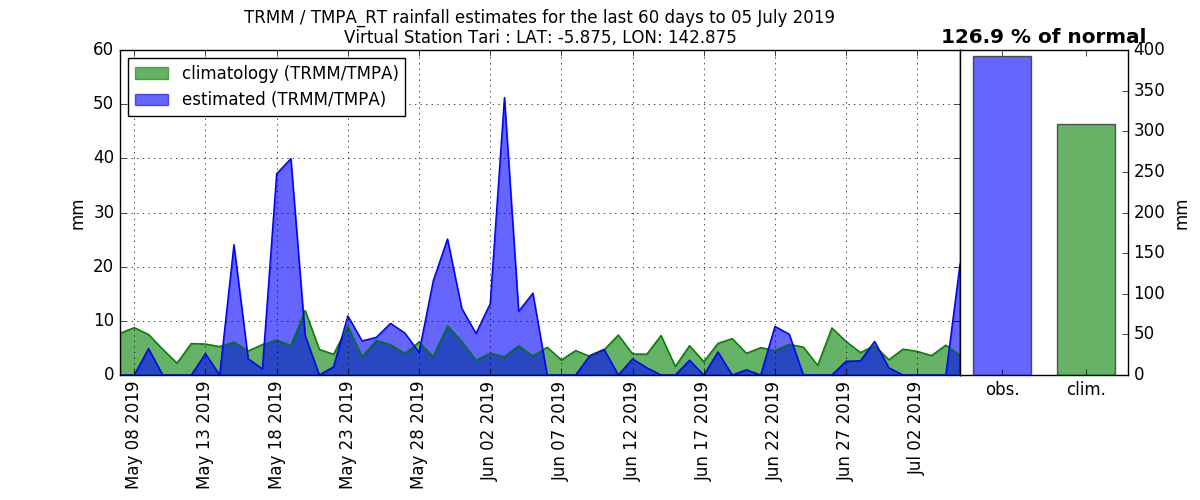 TRMM / TMPA_RT rainfall estimates for the last 60 days to 05 July 2019
Virtual Station Tari : LAT: -5.875, LON: 142.875
126.9 % of normal
climatology (TRMM/TMPA)
estimated (TRMM/TMPA)
60
50
40
30
20
10
0
mm
May 08 2019
May 13 2019
May 18 2019
May 23 2019
May 28 2019
Jun 02 2019
Jun 07 2019
Jun 12 2019
Jun 17 2019
Jun 22 2019
Jun 27 2019
Jul 02 2019
obs.
clim.
400
350
300
250
200
150
100
50
0
mm